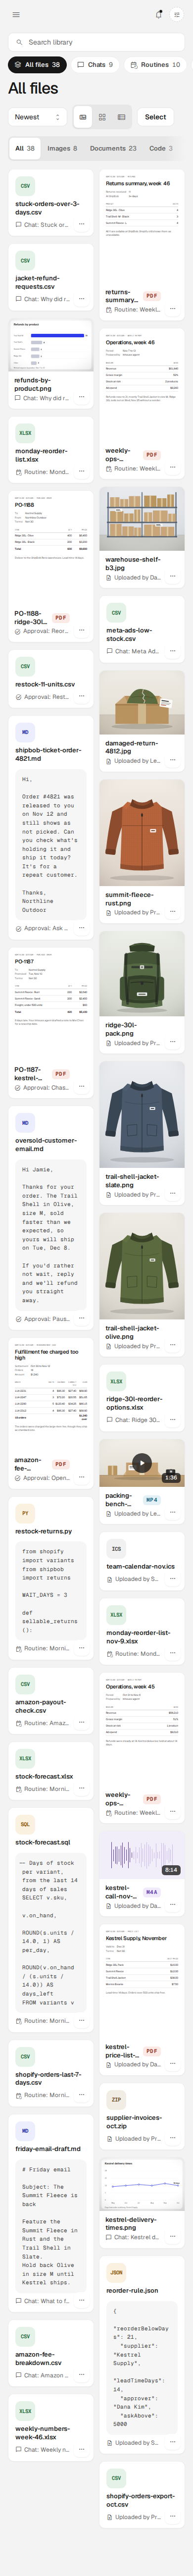 Search library
All files 38
Chats 9
Routines 10
All files
Newest
Select
All 38
Images 8
Documents 23
Code 3
CSV
stuck-orders-over-3-
days.csv
Chat: Stuck or...
CSV
jacket-refund-
requests.csv
Chat: Why did r...
Refunds by product
refunds-by-
product.png
Chat: Why did r...
XLSX
monday-reorder-
list.xlsx
Routine: Mond...
PO-1188
PO-1188-
ridge-30l-...
PDF
Approval: Reor...
CSV
restock-11-units.csv
Approval: Rest...
MD
shipbob-ticket-order-
4821.md
Hi,
Order #4821 was
released to you
on Nov 12 and
still shows as
not picked. Can
you check what's
holding it and
ship it today?
It's for a
repeat customer.
Thanks,
Northline
Outdoor
Approval: Ask ...
PO-1187
PO-1187-
kestrel-...
PDF
Approval: Chas...
MD
oversold-customer-
email.md
Hi Jamie,
Thanks for your
order. The Trail
Shell in Olive,
size M, sold
faster than we
expected, so
yours will ship
on Tue, Dec 8.
If you'd rather
not wait, reply
and we'll refund
you straight
away.
Approval: Paus...
Fulfillment fee charged too
high
amazon-
fee-...
PDF
Approval: Open...
PY
restock-returns.py
from shopify
import variants
from shipbob
import returns
WAIT_DAYS = 3
def
sellable_returns
():
Routine: Morni...
CSV
amazon-payout-
check.csv
Routine: Amaz...
XLSX
stock-forecast.xlsx
Routine: Morni...
SQL
stock-forecast.sql
-- Days of stock
per variant,
from the last 14
days of sales
SELECT v.sku,
v.on_hand,
ROUND(s.units /
14.0, 1) AS
per_day,
ROUND(v.on_hand
/ (s.units /
14.0)) AS
days_left
FROM variants v
Routine: Morni...
CSV
shopify-orders-last-7-
days.csv
Routine: Morni...
MD
friday-email-draft.md
# Friday email
Subject: The
Summit Fleece is
back
Feature the
Summit Fleece in
Rust and the
Trail Shell in
Slate.
Hold back Olive
in size M until
Kestrel ships.
Chat: What to f...
CSV
amazon-fee-
breakdown.csv
Chat: Amazon ...
XLSX
weekly-numbers-
week-46.xlsx
Chat: Weekly n...
Returns summary, week 46
returns-
summary...
PDF
Routine: Weekl...
Operations, week 46
weekly-
ops-...
PDF
Routine: Weekl...
warehouse-shelf-
b3.jpg
Uploaded by Da...
CSV
meta-ads-low-
stock.csv
Chat: Meta Ad...
damaged-return-
4812.jpg
Uploaded by Le...
summit-fleece-
rust.png
Uploaded by Pr...
ridge-30l-
pack.png
Uploaded by Pr...
trail-shell-jacket-
slate.png
Uploaded by Pr...
trail-shell-jacket-
olive.png
Uploaded by Pr...
XLSX
ridge-30l-reorder-
options.xlsx
Chat: Ridge 30...
1:36
packing-
bench-...
MP4
Uploaded by Le...
ICS
team-calendar-nov.ics
Uploaded by S...
XLSX
monday-reorder-list-
nov-9.xlsx
Routine: Mond...
Operations, week 45
weekly-
ops-...
PDF
Routine: Weekl...
8:14
kestrel-
call-nov-...
M4A
Uploaded by Da...
Kestrel Supply, November
kestrel-
price-list-...
PDF
Uploaded by Da...
ZIP
supplier-invoices-
oct.zip
Uploaded by Pr...
Kestrel delivery times
kestrel-delivery-
times.png
Chat: Kestrel d...
JSON
reorder-rule.json
{
"reorderBelowDay
s": 21,
"supplier":
"Kestrel
Supply",
"leadTimeDays":
14,
"approver":
"Dana Kim",
"askAbove":
5000
Uploaded by S...
CSV
shopify-orders-export-
oct.csv
Uploaded by Pr...